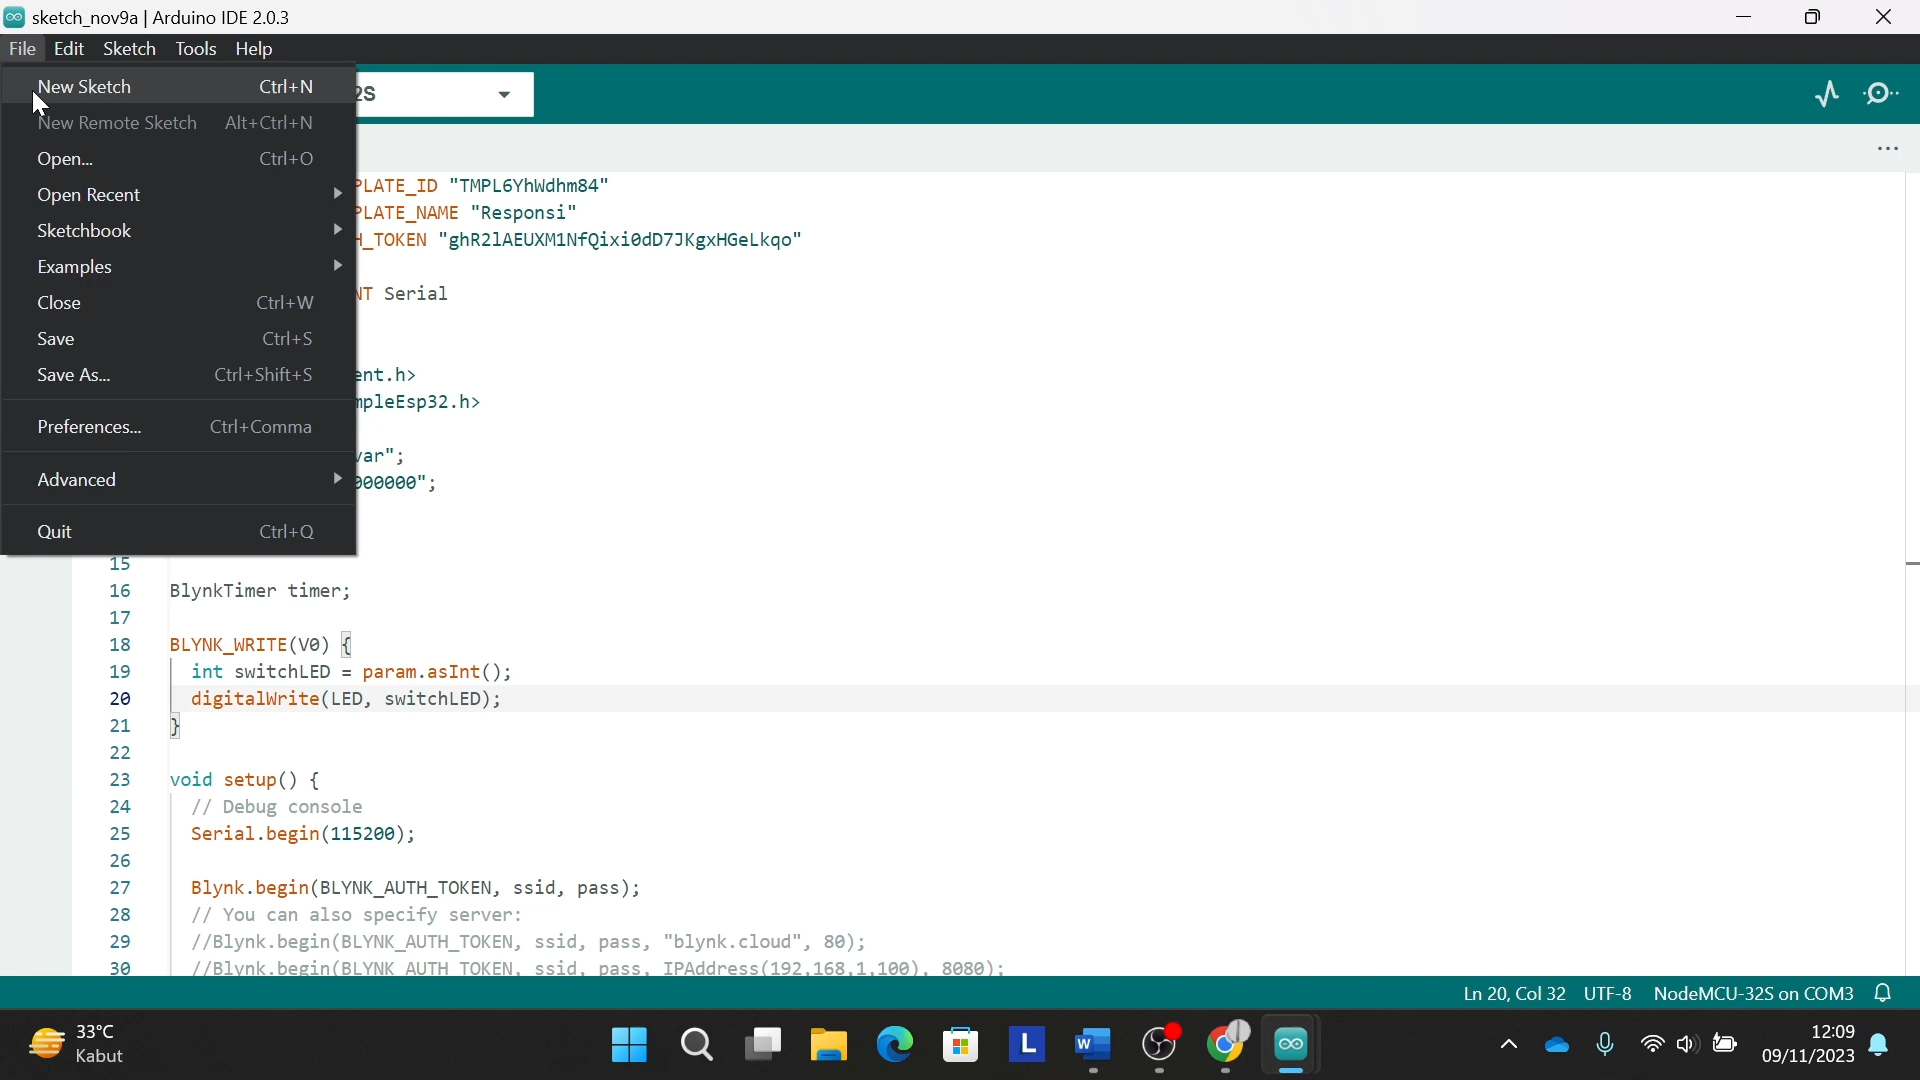 sketch_nov9a | Arduino IDE 2.0.3
File Edit Sketch Tools Help
New Sketch Ctrl+N
New Remote Sketch Alt+Ctrl+N
Open... Ctrl+O
Open Recent
Sketchbook
Examples
Close Ctrl+W
Save Ctrl+S
Save As... Ctrl+Shift+S
Preferences... Ctrl+Comma
Advanced
Quit Ctrl+Q
2S
PLATE_ID "TMPL6YhWdhm84"
PLATE_NAME "Responsi"
H_TOKEN "ghR2lAEUXM1NfQixi0dD7JKgxHGeLkqo"
NT Serial
ent.h>
mpleEsp32.h>
var";
000000";
15
16 BlynkTimer timer;
17
18 BLYNK_WRITE(V0) {
19 int switchLED = param.asInt();
20 digitalWrite(LED, switchLED);
21 }
22
23 void setup() {
24 // Debug console
25 Serial.begin(115200);
26
27 Blynk.begin(BLYNK_AUTH_TOKEN, ssid, pass);
28 // You can also specify server:
29 //Blynk.begin(BLYNK_AUTH_TOKEN, ssid, pass, "blynk.cloud", 80);
30 //Blynk.begin(BLYNK_AUTH_TOKEN, ssid, pass, IPAddress(192,168,1,100), 8080);
Ln 20, Col 32 UTF-8 NodeMCU-32S on COM3
33°C
Kabut
L
W
12:09
09/11/2023